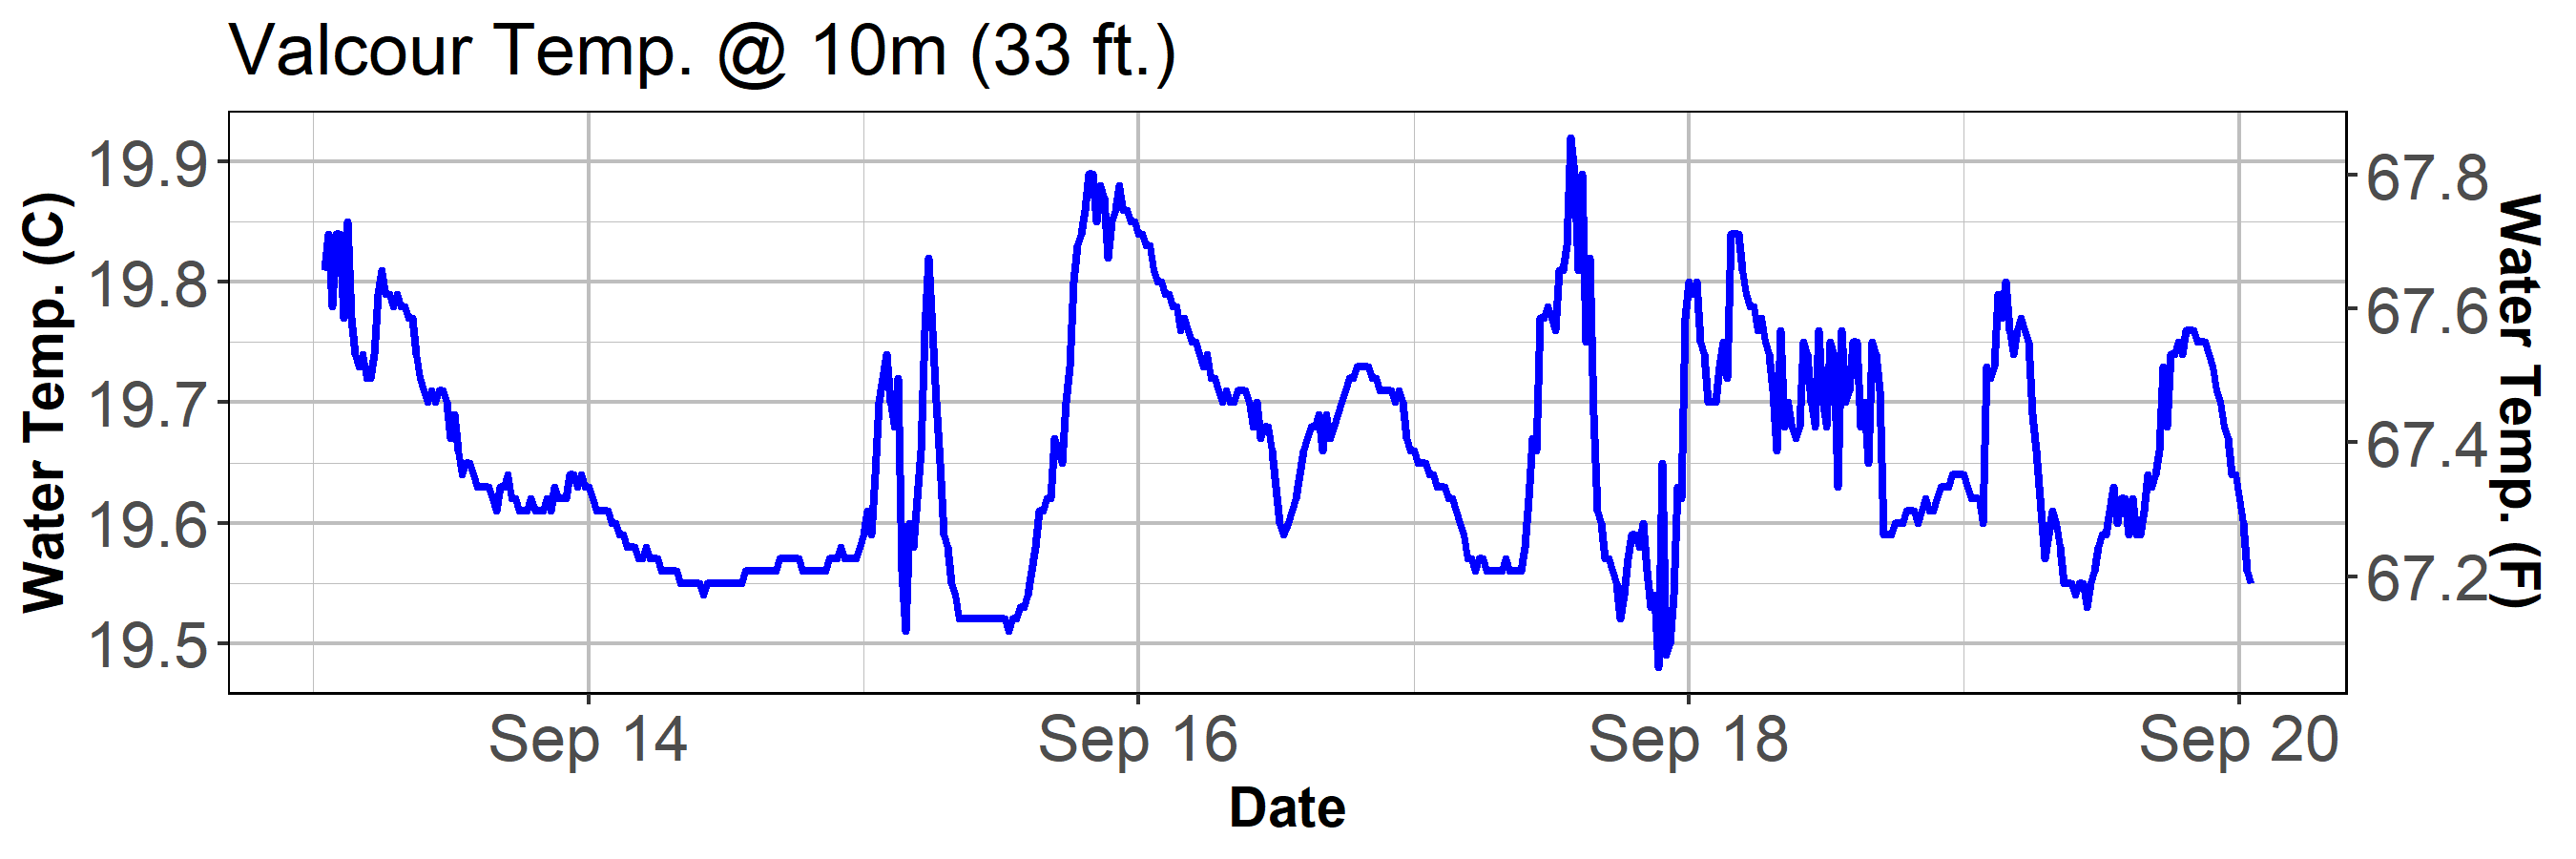 Valcour Temp. @ 10m (33 ft.)
Water Temp. (C)
19.9
19.8
19.7
19.6
19.5
67.8
67.6
67.4
67.2
Water Temp. (F)
Sep 14 Sep 16 Sep 18 Sep 20
Date